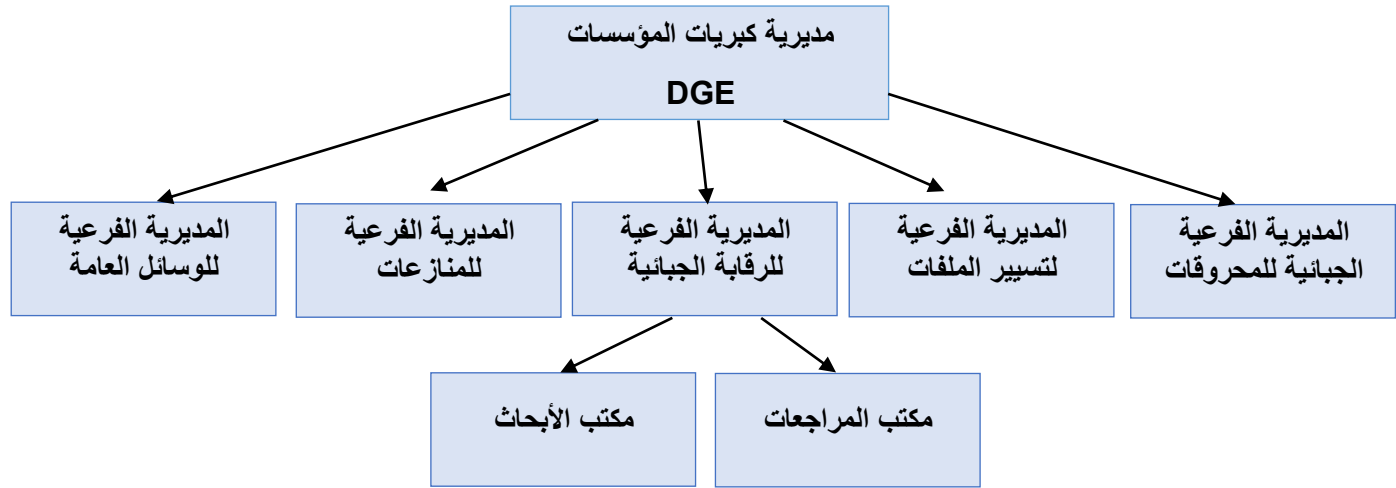 مديرية كبريات المؤسسات
DGE
المديرية الفرعية
الجبائية للمحروقات
المديرية الفرعية
لتسيير الملفات
المديرية الفرعية
للرقابة الجبائية
المديرية الفرعية
للمنازعات
المديرية الفرعية
للوسائل العامة
مكتب المراجعات
مكتب الأبحاث